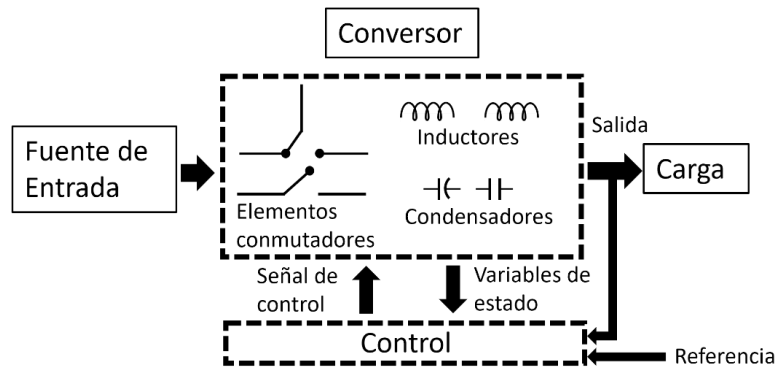 Conversor
Fuente de
Entrada
Inductores
Condensadores
Elementos
conmutadores
Salida
Carga
Señal de
control
Variables de
estado
Control
Referencia